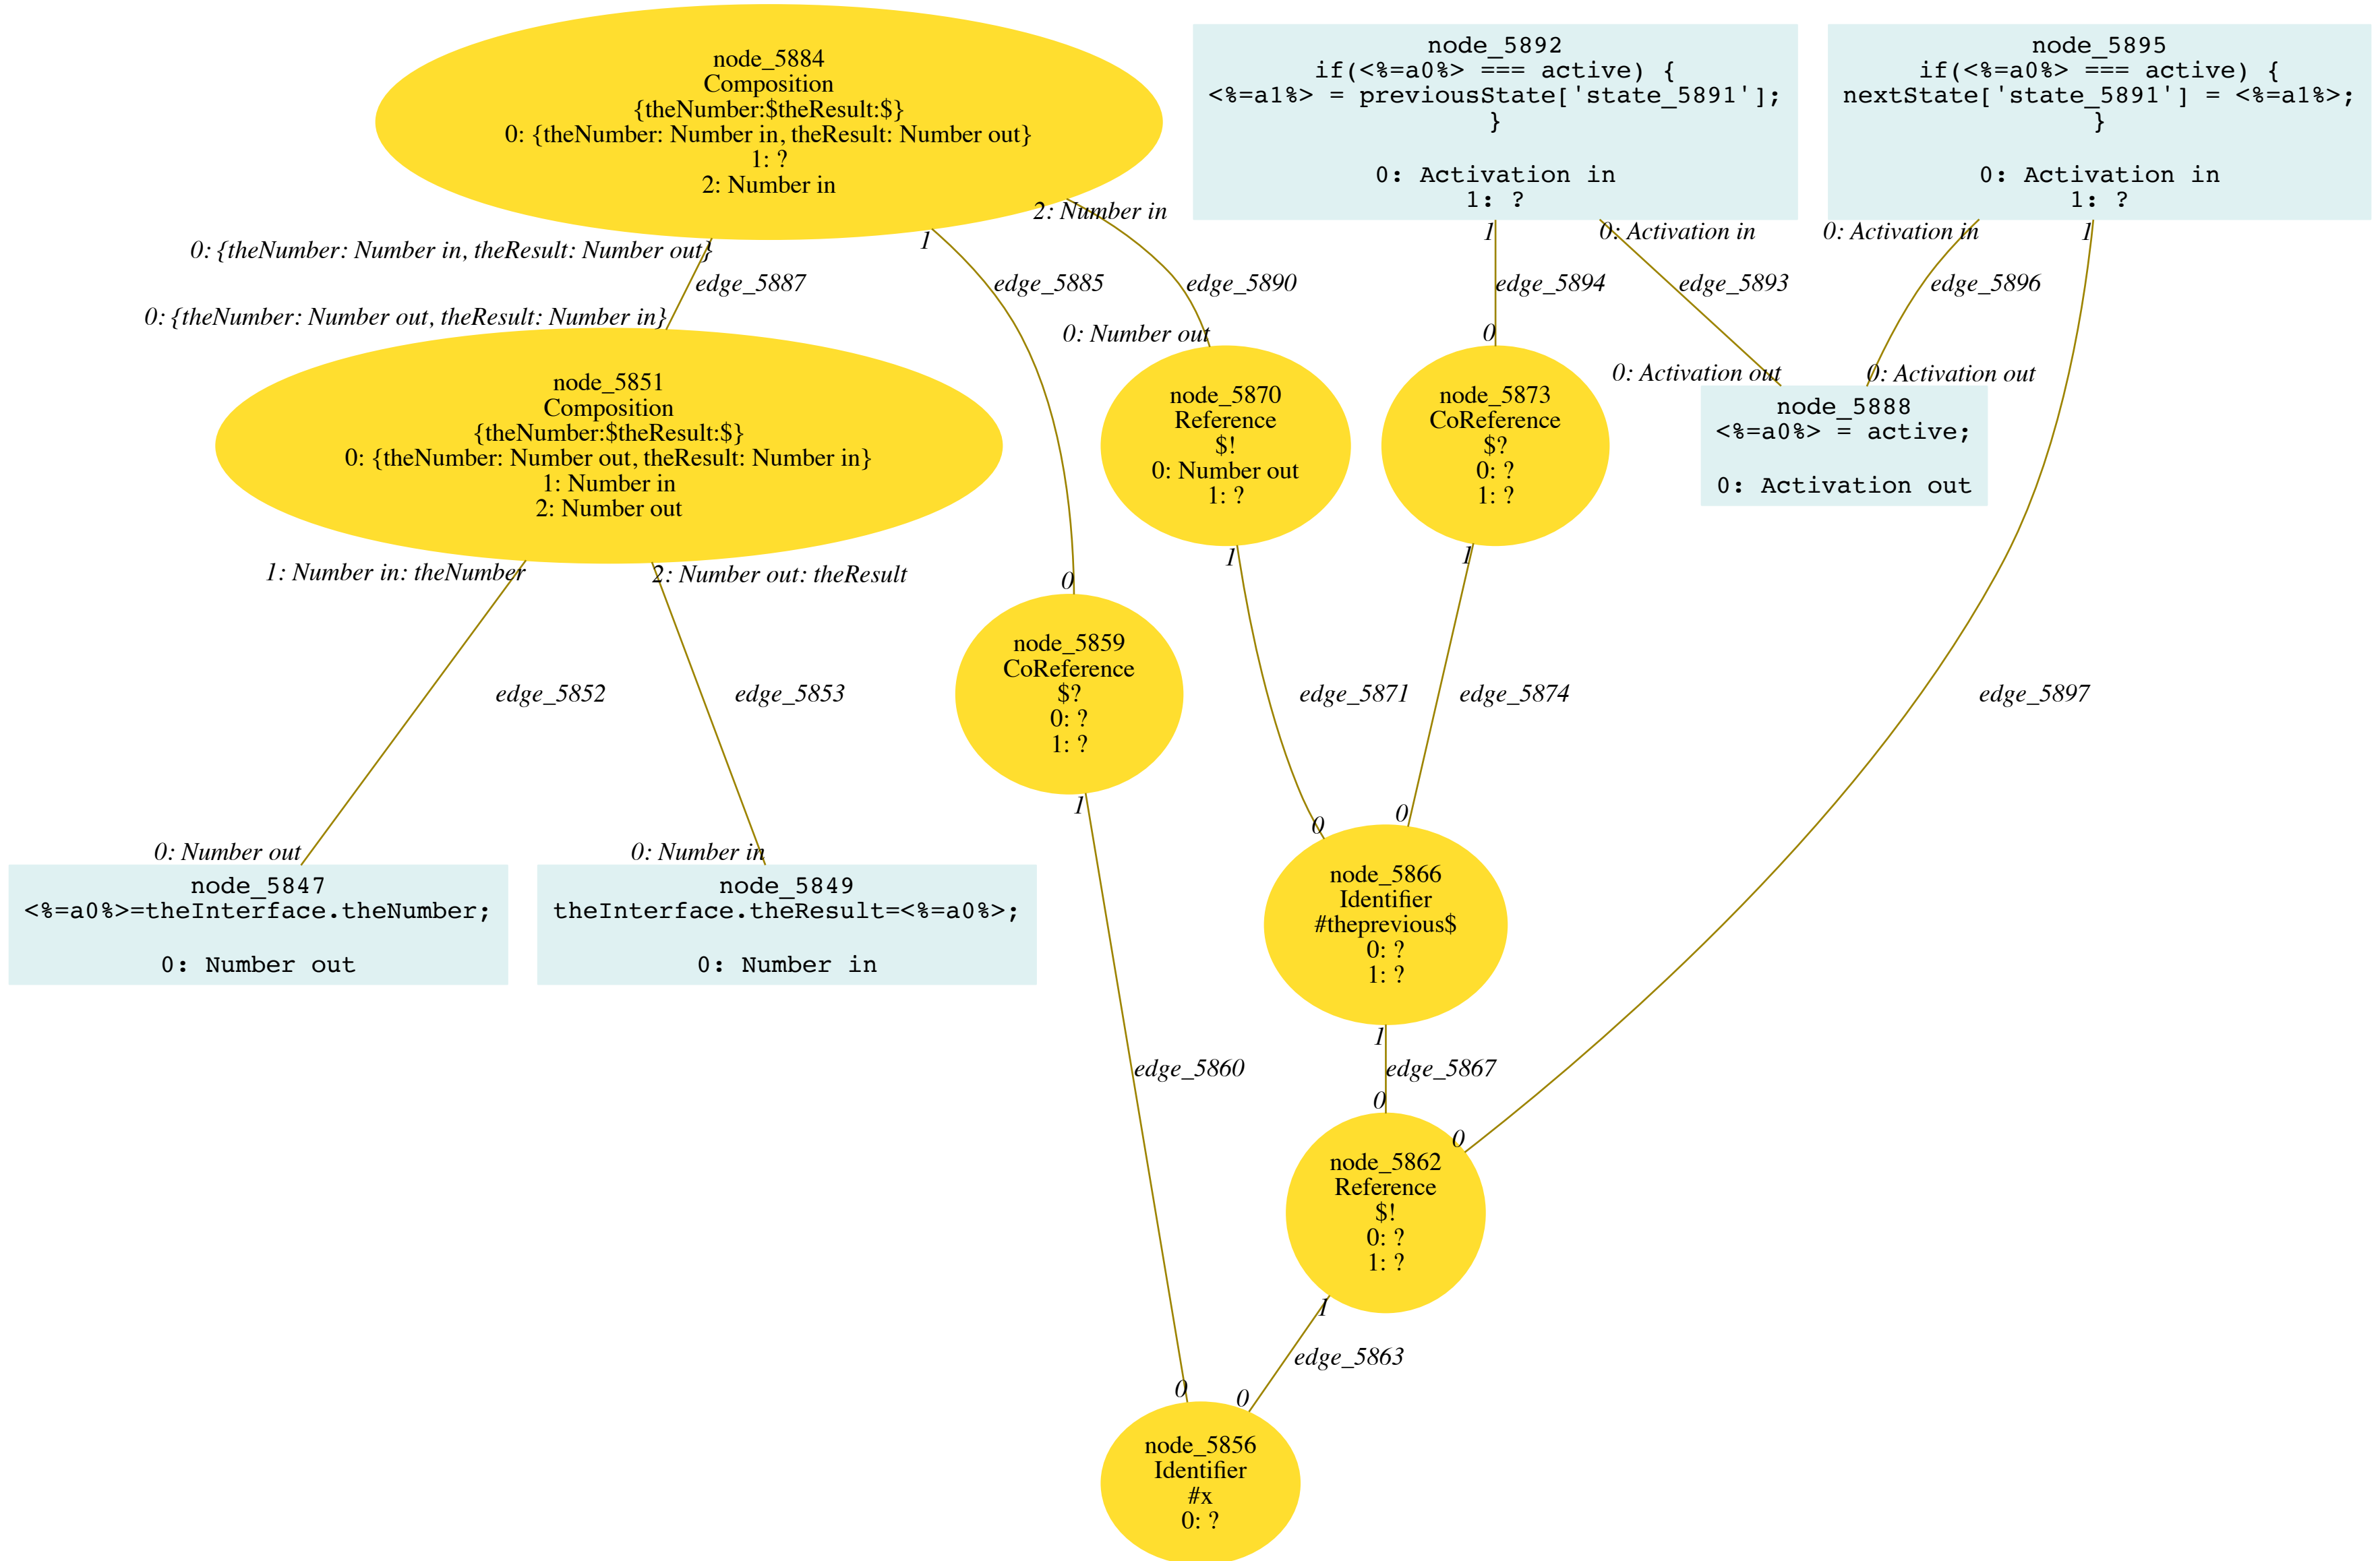 node_5884
Composition
{theNumber:$theResult:$}
0: {theNumber: Number in, theResult: Number out}
1: ?
2: Number in
node_5892
if(<%=a0%> === active) {
<%=a1%> = previousState['state_5891'];
}
0: Activation in
1: ?
node_5895
if(<%=a0%> === active) {
nextState['state_5891'] = <%=a1%>;
}
0: Activation in
1: ?
0: {theNumber: Number in, theResult: Number out}
1
2: Number in
1
0: Activation in
0: Activation in
1
edge_5887
edge_5885
edge_5890
edge_5894
edge_5893
edge_5896
0: {theNumber: Number out, theResult: Number in}
0: Number out
0
0: Activation out
0: Activation out
node_5851
Composition
{theNumber:$theResult:$}
0: {theNumber: Number out, theResult: Number in}
1: Number in
2: Number out
node_5870
Reference
$!
0: Number out
1: ?
node_5873
CoReference
$?
0: ?
1: ?
node_5888
<%=a0%> = active;
0: Activation out
1: Number in: theNumber
2: Number out: theResult
0
1
1
node_5859
CoReference
$?
0: ?
1: ?
edge_5852
edge_5853
edge_5871
edge_5874
edge_5897
1
0: Number out
0: Number in
0
0
node_5847
<%=a0%>=theInterface.theNumber;
0: Number out
node_5849
theInterface.theResult=<%=a0%>;
0: Number in
node_5866
Identifier
#theprevious$
0: ?
1: ?
1
edge_5860
edge_5867
0
0
node_5862
Reference
$!
0: ?
1: ?
1
edge_5863
0
0
node_5856
Identifier
#x
0: ?